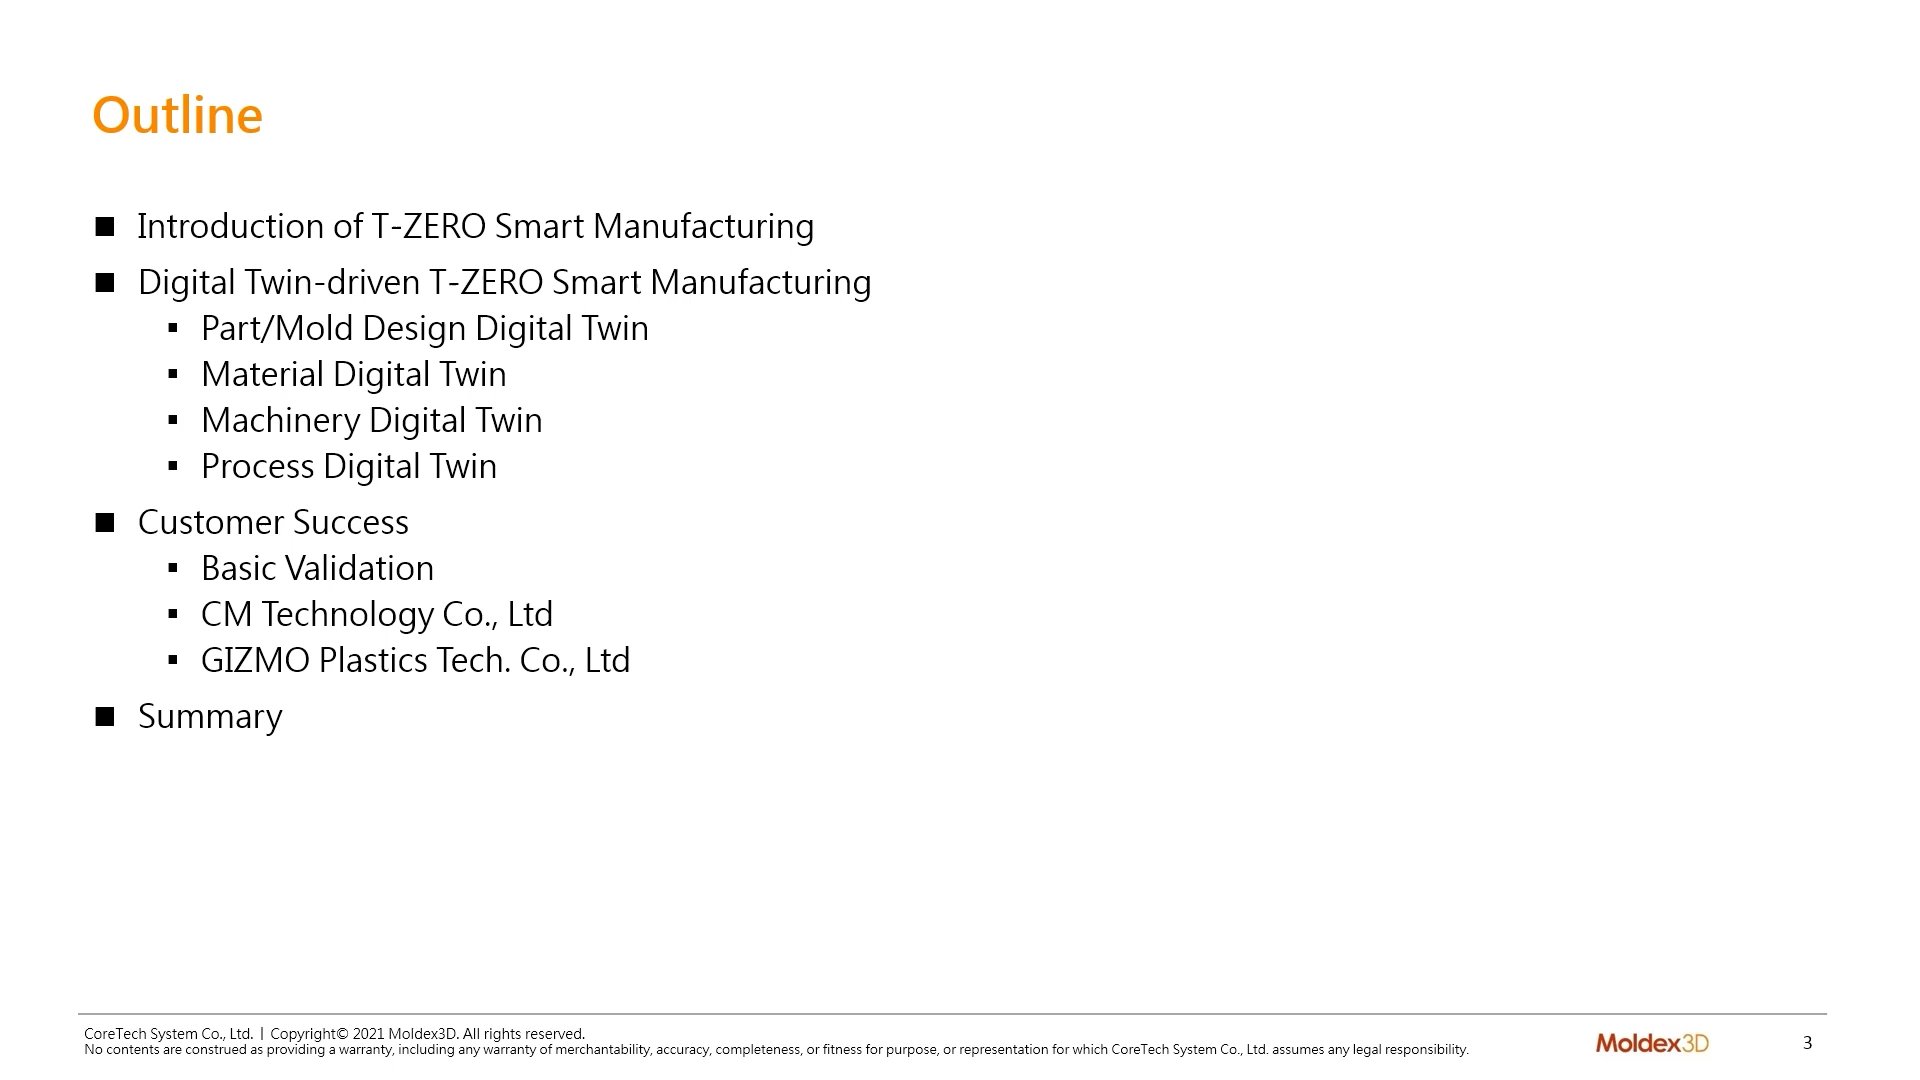 Outline
■ Introduction of T-ZERO Smart Manufacturing
■ Digital Twin-driven T-ZERO Smart Manufacturing
▪ Part/Mold Design Digital Twin
▪ Material Digital Twin
▪ Machinery Digital Twin
▪ Process Digital Twin
■ Customer Success
▪ Basic Validation
▪ CM Technology Co., Ltd
▪ GIZMO Plastics Tech. Co., Ltd
■ Summary
CoreTech System Co., Ltd. | Copyright© 2021 Moldex3D. All rights reserved.
No contents are construed as providing a warranty, including any warranty of merchantability, accuracy, completeness, or fitness for purpose, or representation for which CoreTech System Co., Ltd. assumes any legal responsibility.
Moldex3D
3